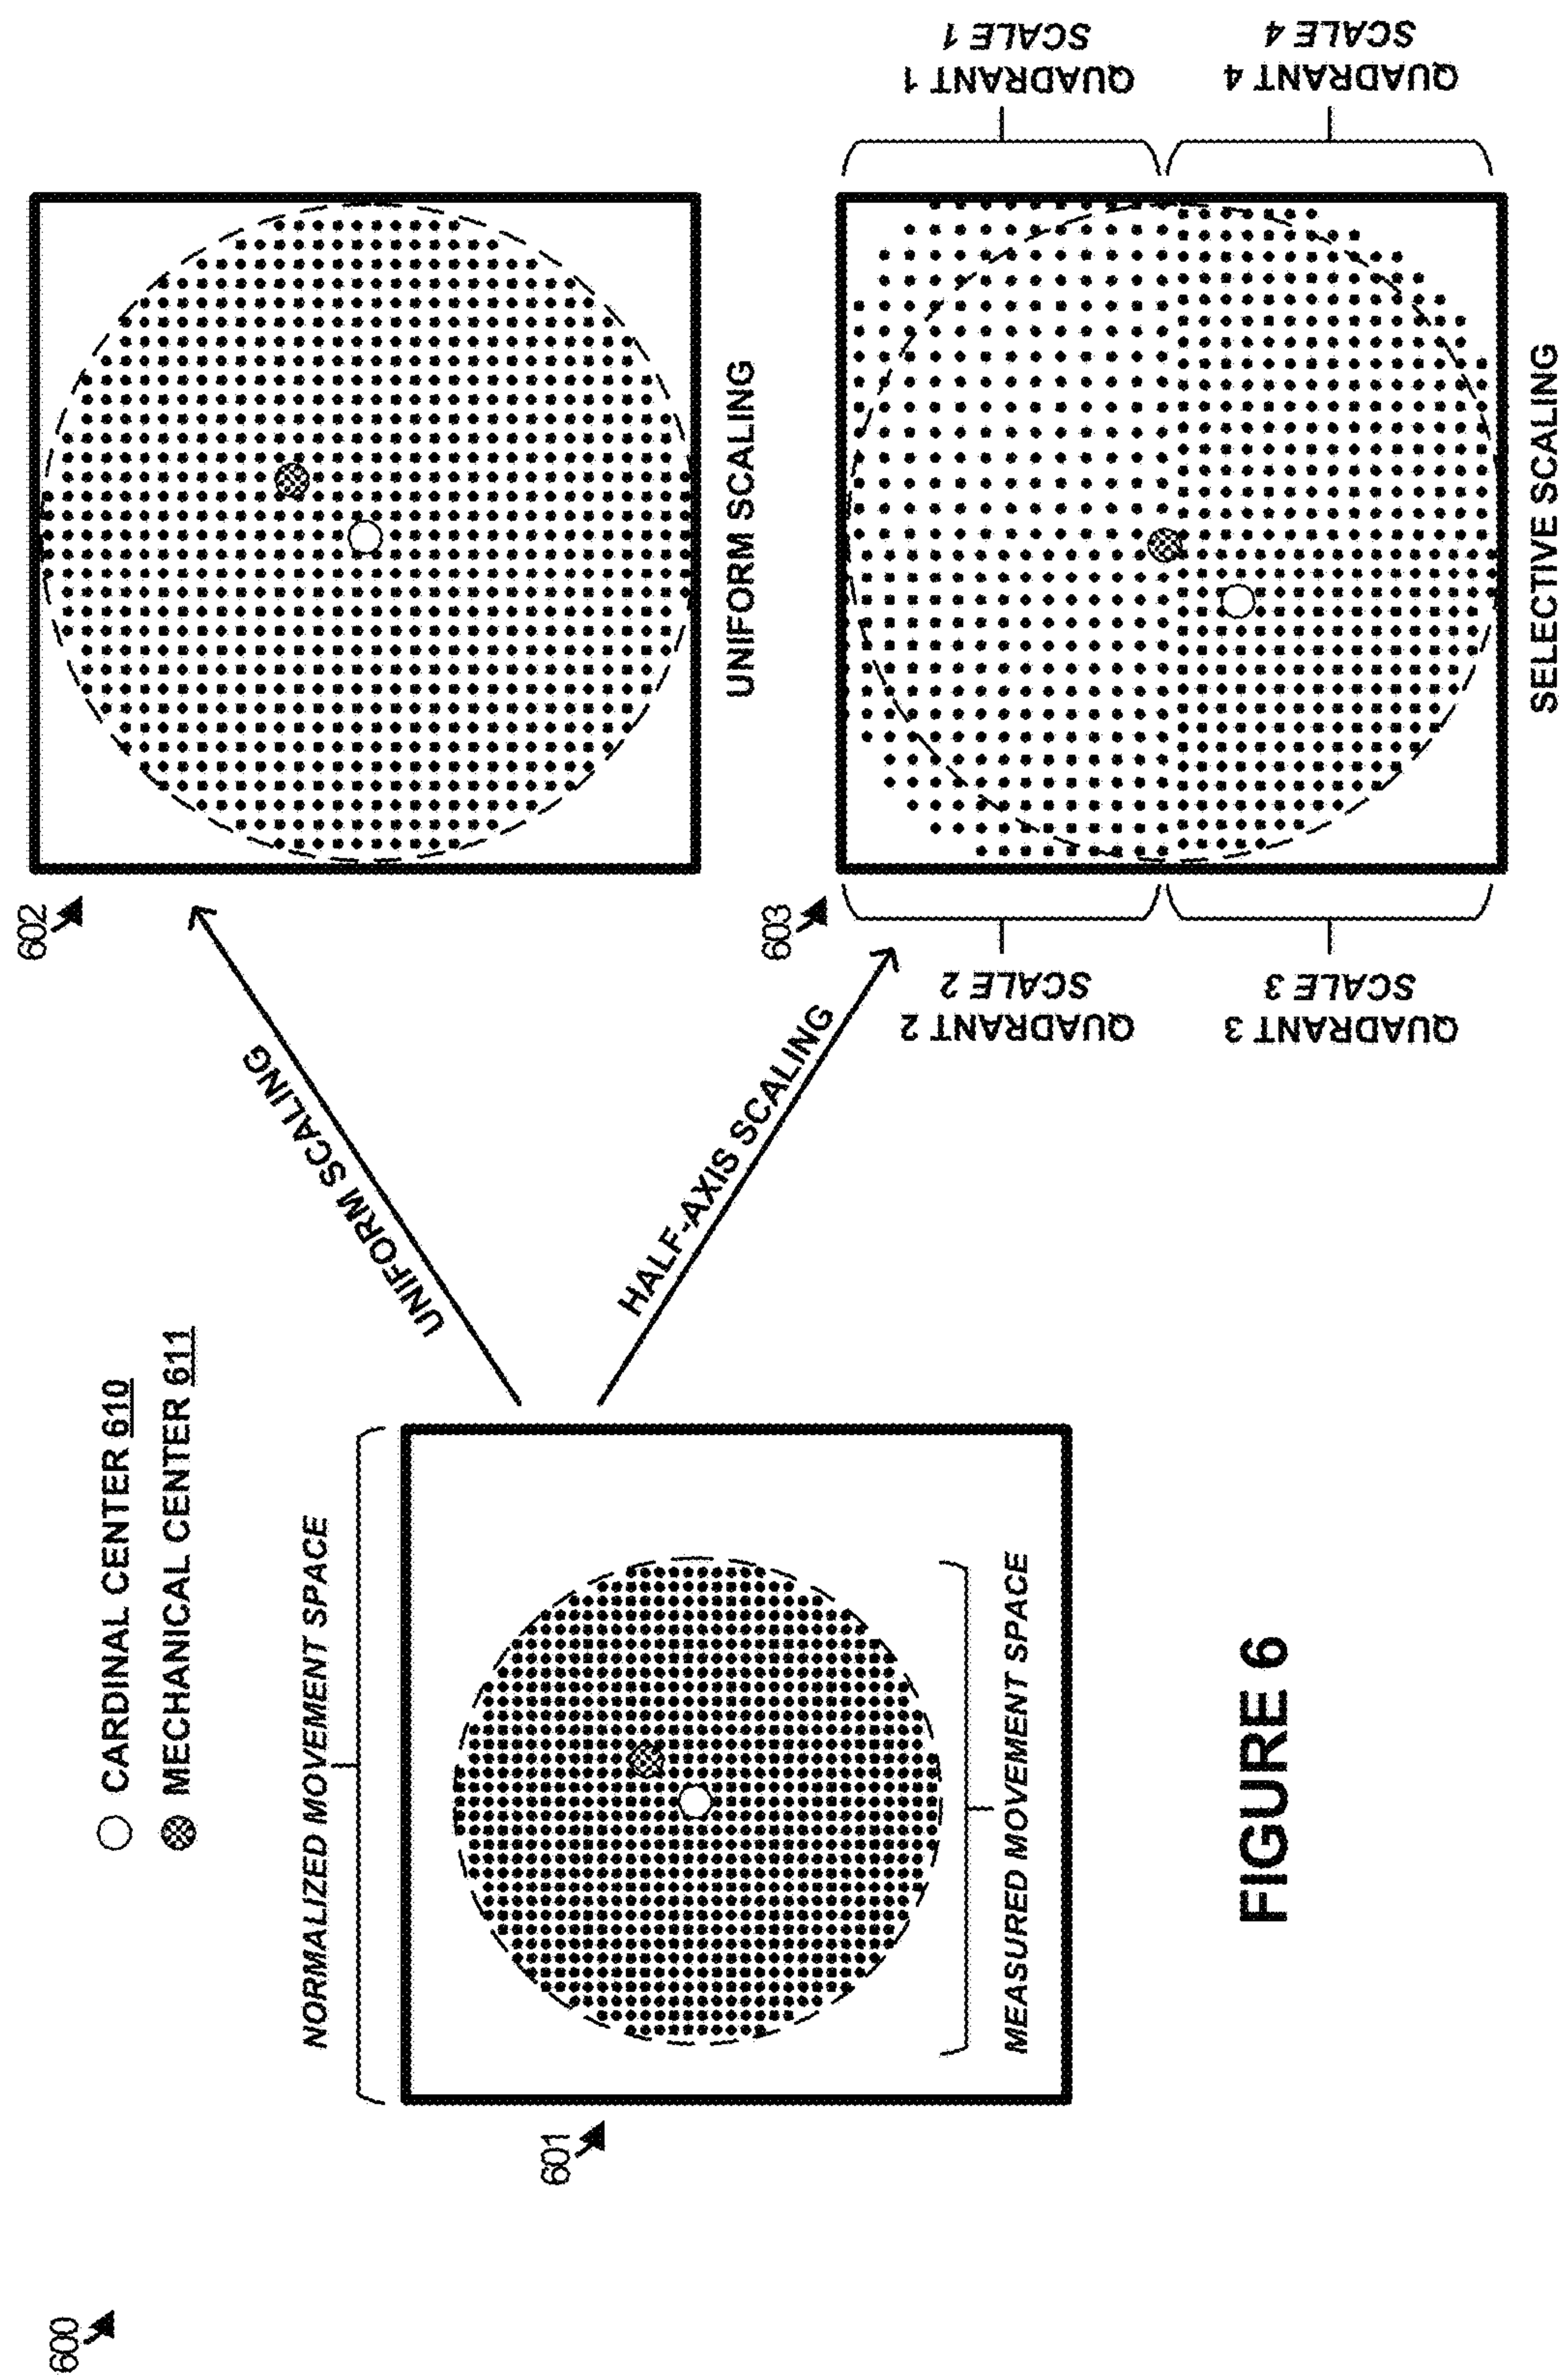 600
CARDINAL CENTER 610
MECHANICAL CENTER 611
NORMALIZED MOVEMENT SPACE
601
MEASURED MOVEMENT SPACE
UNIFORM SCALING
HALF-AXIS SCALING
602
UNIFORM SCALING
603
QUADRANT 2
SCALE 2
QUADRANT 1
SCALE 1
QUADRANT 3
SCALE 3
QUADRANT 4
SCALE 4
SELECTIVE SCALING
FIGURE 6